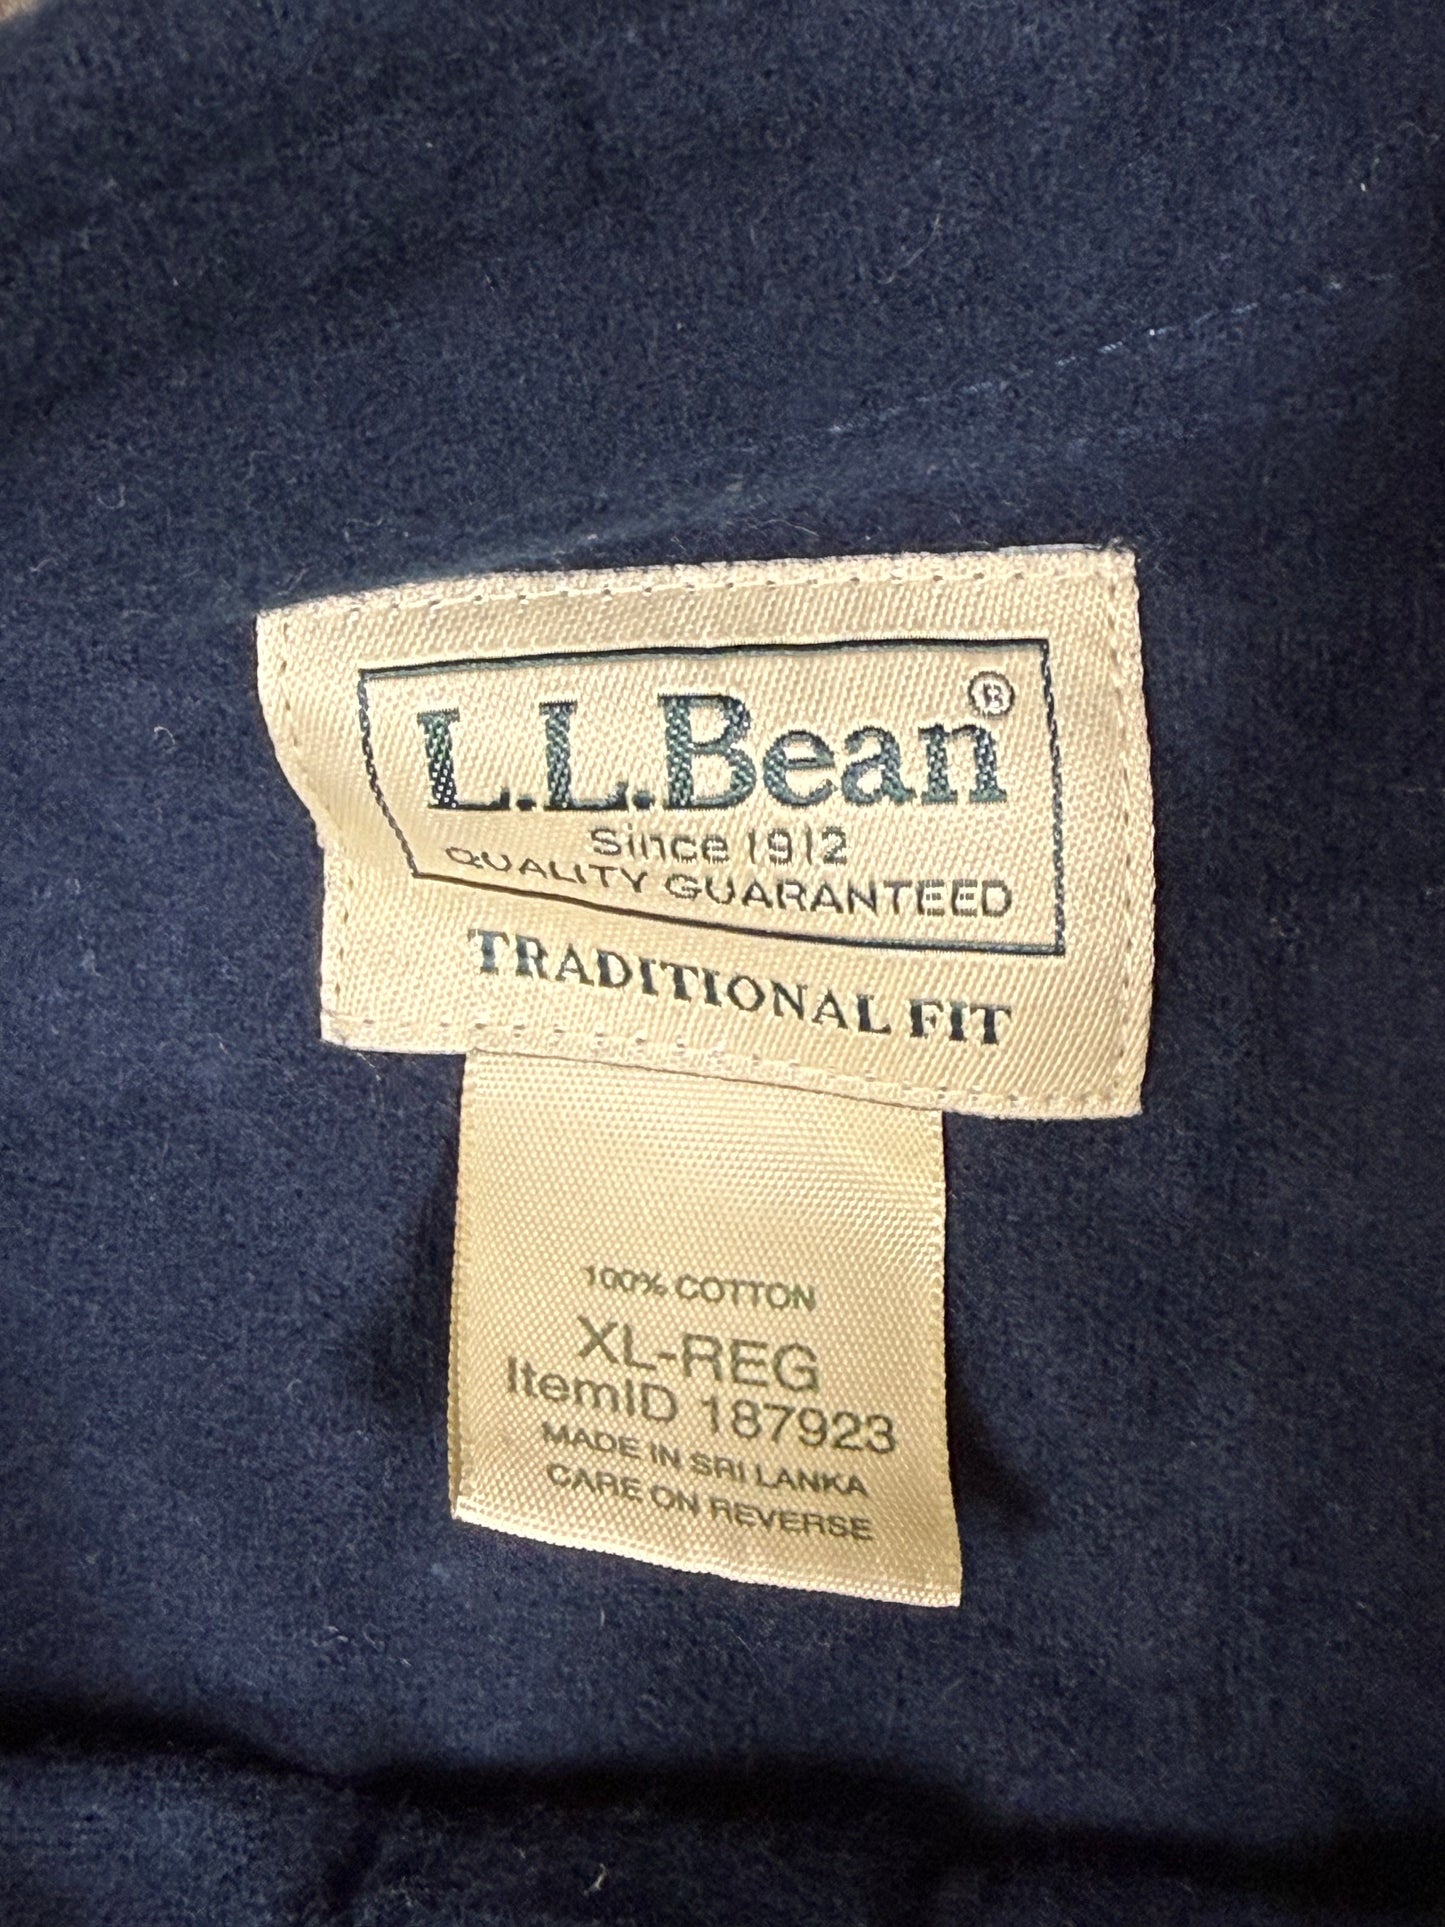 L.L.Bean®
Since 1912
QUALITY GUARANTEED
TRADITIONAL FIT
100% COTTON
XL-REG
ItemID 187923
MADE IN SRI LANKA
CARE ON REVERSE